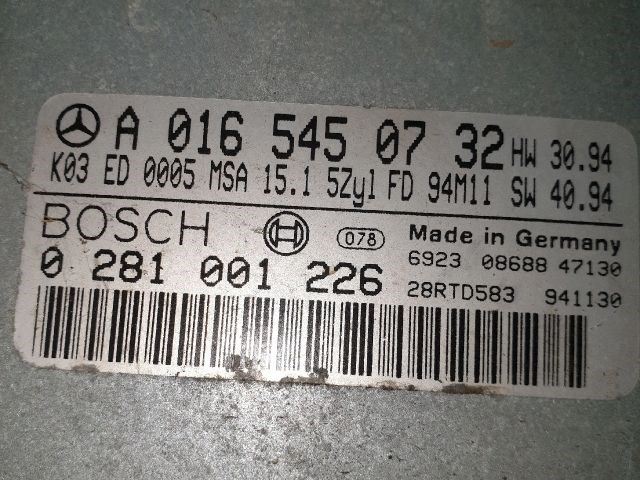 A 016 545 07 32 HW 30.94
K03 ED 0005 MSA 15.1 5Zyl FD 94M11 SW 40.94
BOSCH 078 Made in Germany
6923 08688 47130
0 281 001 226 28RTD583 941130